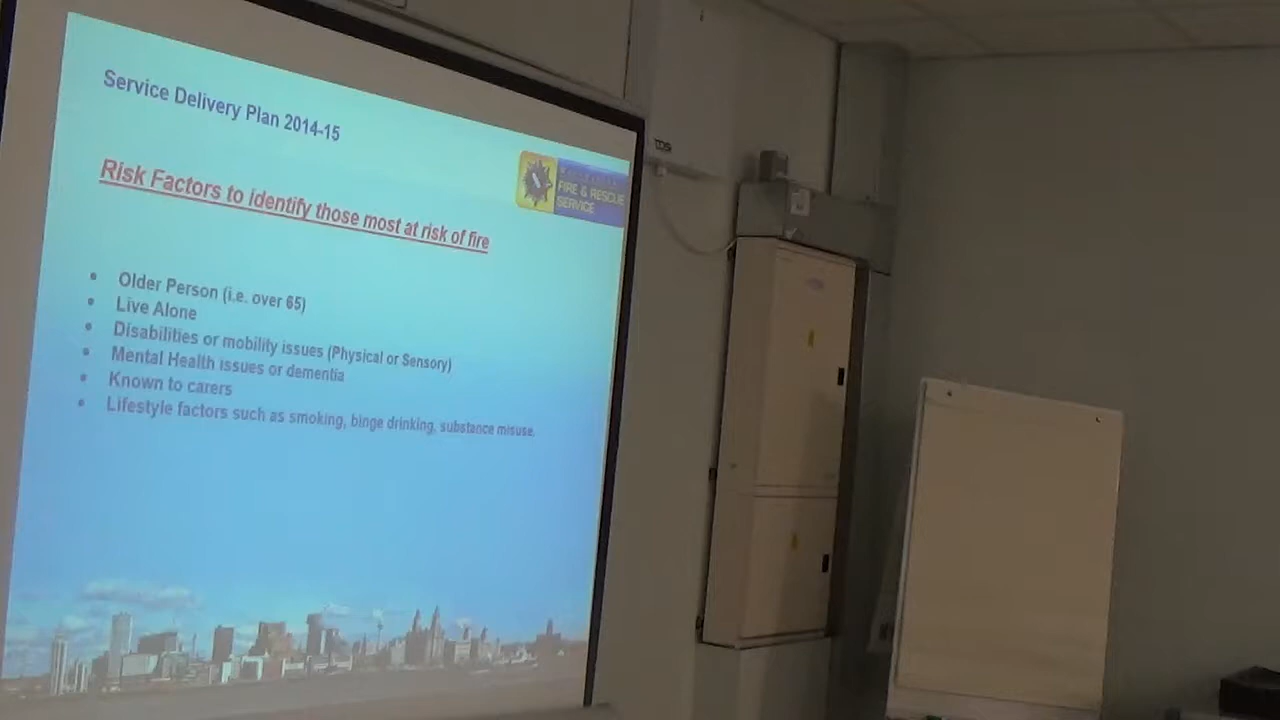 Service Delivery Plan 2014-15
Risk Factors to identify those most at risk of fire
FIRE & RESCUE
SERVICE
• Older Person (i.e. over 65)
• Live Alone
• Disabilities or mobility issues (Physical or Sensory)
• Mental Health issues or dementia
• Known to carers
• Lifestyle factors such as smoking, binge drinking, substance misuse.